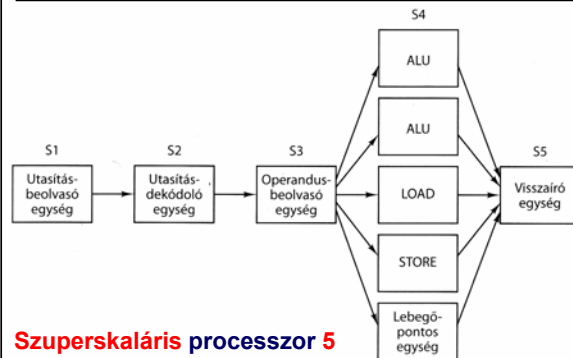 S4
ALU
ALU
S1
S2
S3
S5
Utasítás-
beolvasó
egység
Utasítás-
dekódoló
egység
Operandus-
beolvasó
egység
LOAD
Visszaíró
egység
STORE
Lebegő-
pontos
egység
Szuperskaláris processzor 5